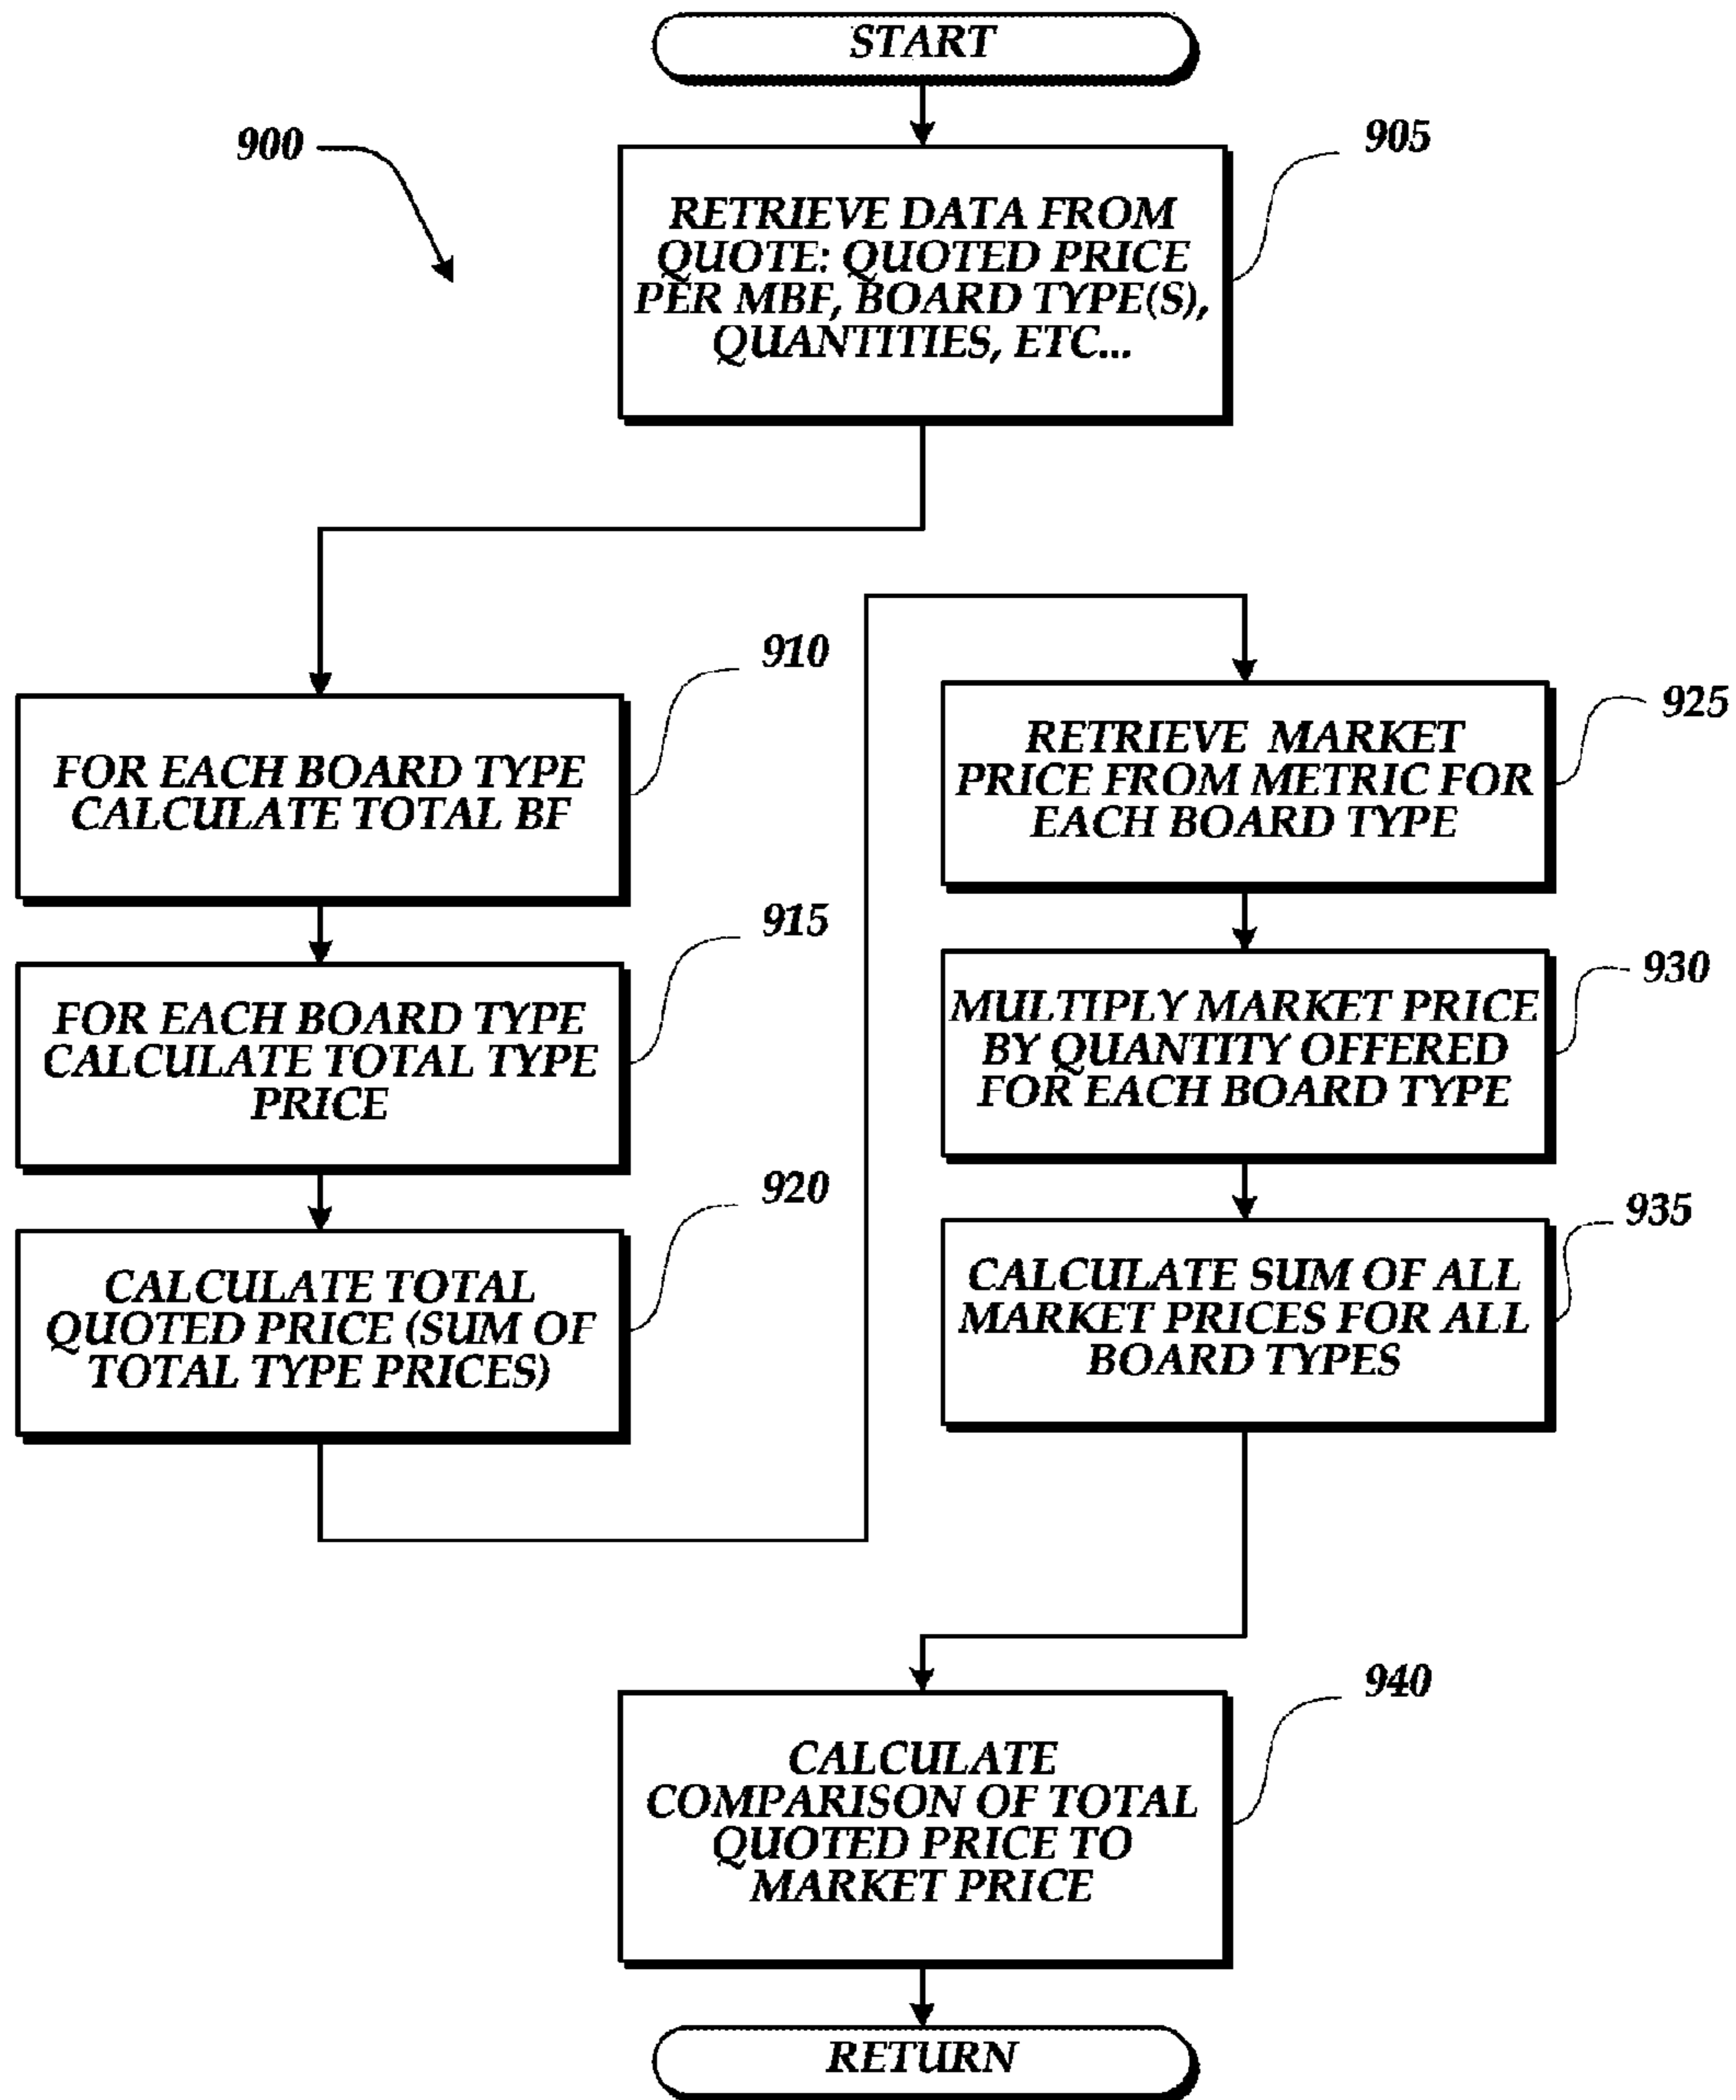 START
900
905
RETRIEVE DATA FROM
QUOTE: QUOTED PRICE
PER MBF, BOARD TYPE(S),
QUANTITIES, ETC...
910
FOR EACH BOARD TYPE
CALCULATE TOTAL BF
915
FOR EACH BOARD TYPE
CALCULATE TOTAL TYPE
PRICE
920
CALCULATE TOTAL
QUOTED PRICE (SUM OF
TOTAL TYPE PRICES)
925
RETRIEVE MARKET
PRICE FROM METRIC FOR
EACH BOARD TYPE
930
MULTIPLY MARKET PRICE
BY QUANTITY OFFERED
FOR EACH BOARD TYPE
935
CALCULATE SUM OF ALL
MARKET PRICES FOR ALL
BOARD TYPES
940
CALCULATE
COMPARISON OF TOTAL
QUOTED PRICE TO
MARKET PRICE
RETURN